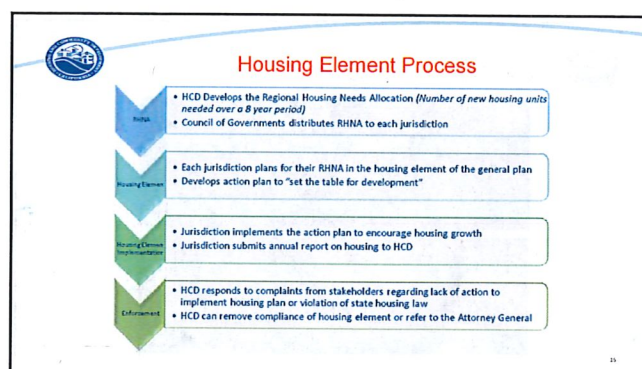 Housing Element Process
RHNA
• HCD Develops the Regional Housing Needs Allocation (Number of new housing units
needed over a 8 year period)
• Council of Governments distributes RHNA to each jurisdiction
Housing Element
• Each jurisdiction plans for their RHNA in the housing element of the general plan
• Develops action plan to "set the table for development"
Housing Element
Implementation
• Jurisdiction implements the action plan to encourage housing growth
• Jurisdiction submits annual report on housing to HCD
Enforcement
• HCD responds to complaints from stakeholders regarding lack of action to
implement housing plan or violation of state housing law
• HCD can remove compliance of housing element or refer to the Attorney General